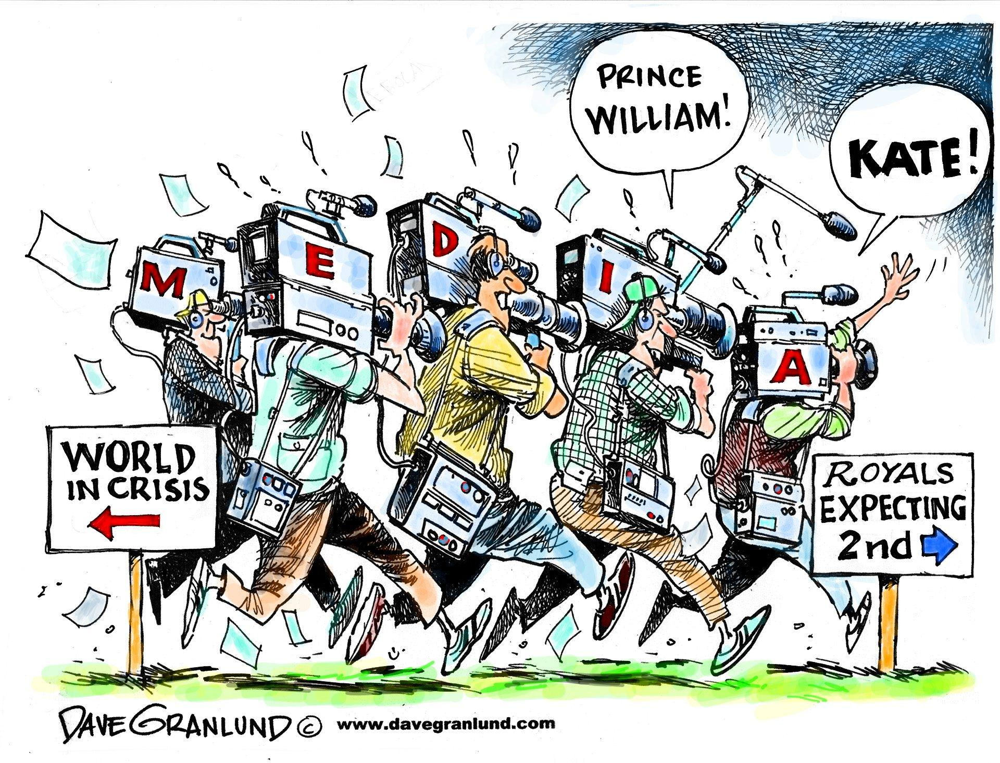 PRINCE
WILLIAM!
KATE!
M E D I A
WORLD
IN CRISIS
ROYALS
EXPECTING
2nd
DAVE GRANLUND © www.davegranlund.com